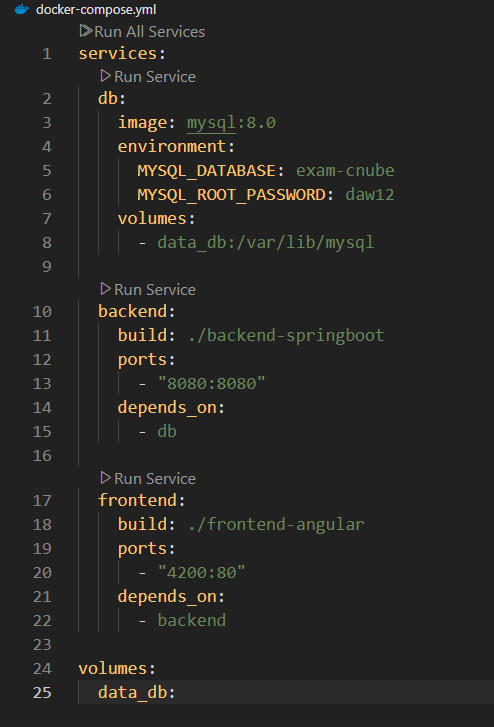 docker-compose.yml
Run All Services
1 services:
Run Service
2 db:
3 image: mysql:8.0
4 environment:
5 MYSQL_DATABASE: exam-cnube
6 MYSQL_ROOT_PASSWORD: daw12
7 volumes:
8 - data_db:/var/lib/mysql
9
Run Service
10 backend:
11 build: ./backend-springboot
12 ports:
13 - "8080:8080"
14 depends_on:
15 - db
16
Run Service
17 frontend:
18 build: ./frontend-angular
19 ports:
20 - "4200:80"
21 depends_on:
22 - backend
23
24 volumes:
25 data_db: